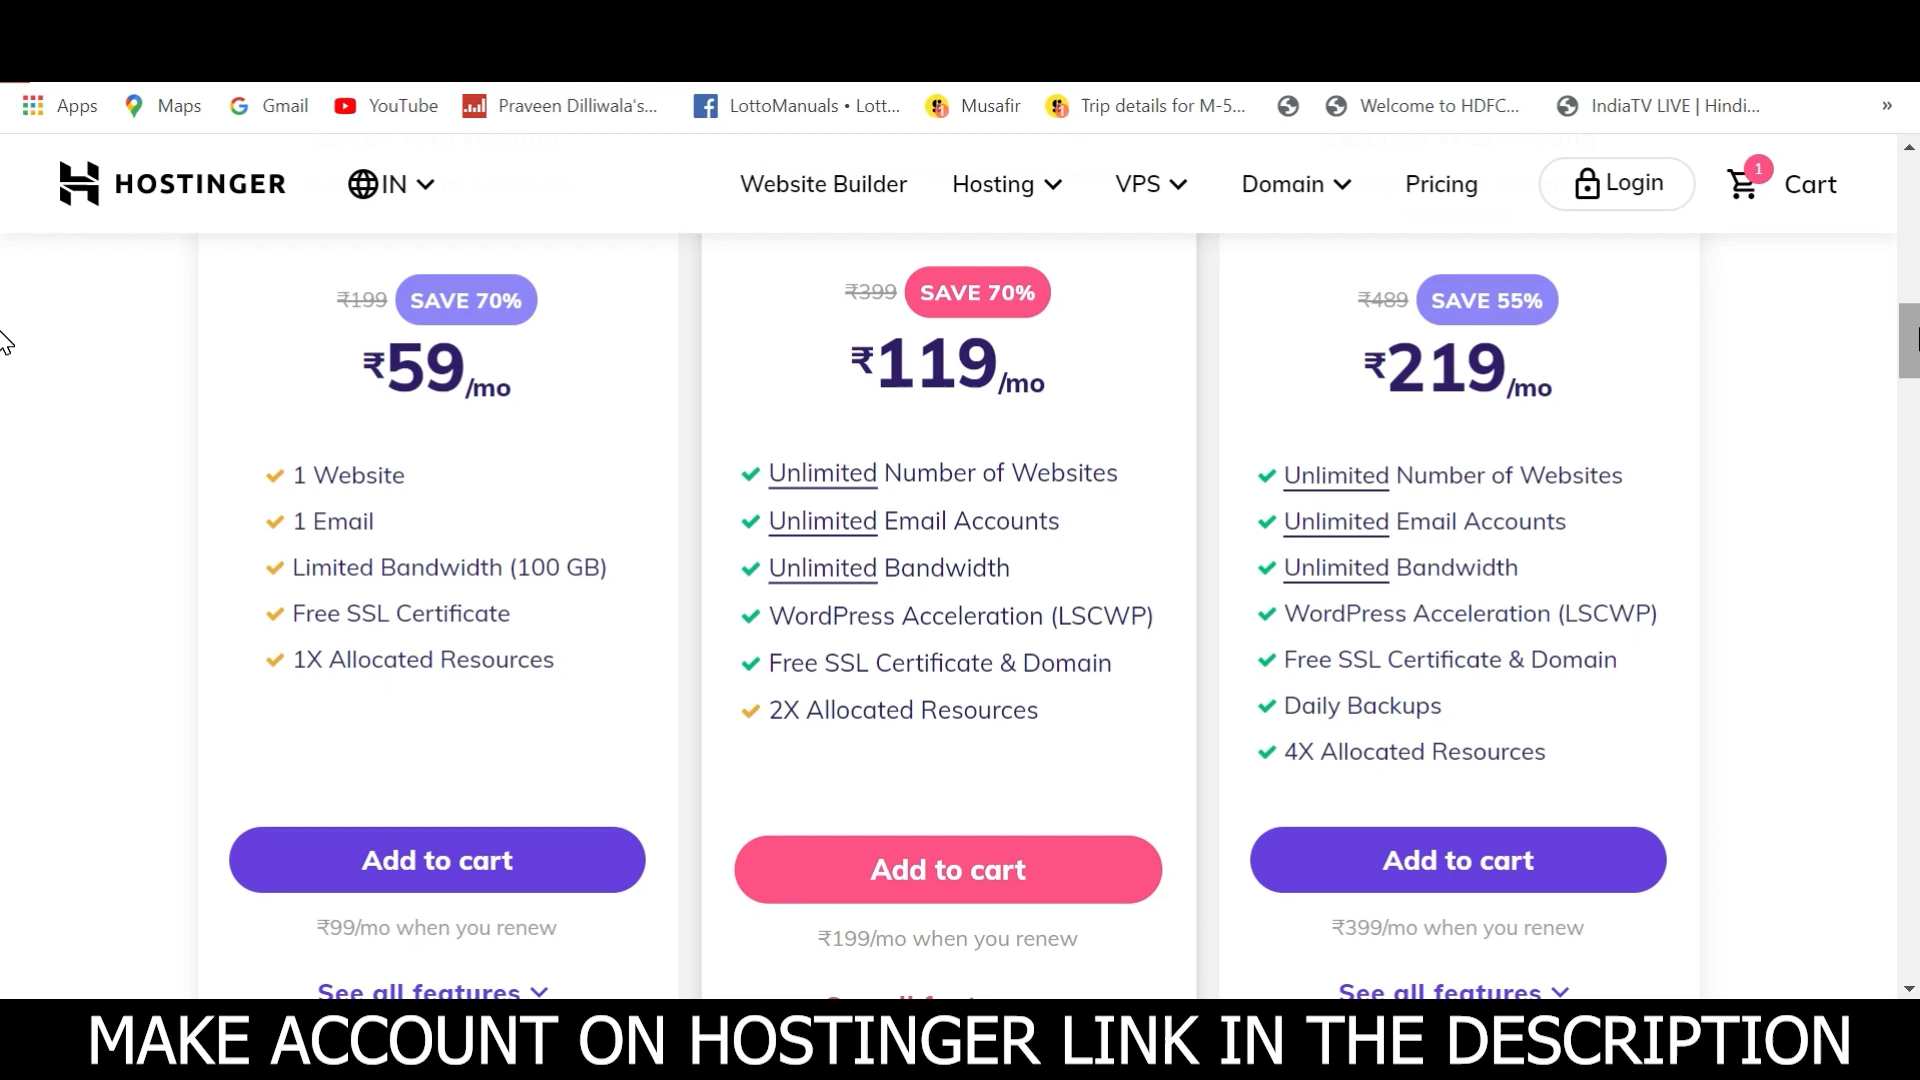 Apps Maps Gmail YouTube Praveen Dilliwala's... LottoManuals • Lott... Musafir Trip details for M-5... Welcome to HDFC... IndiaTV LIVE | Hindi... »
HOSTINGER IN Website Builder Hosting VPS Domain Pricing Login 1 Cart
₹199 SAVE 70%
₹59/mo
1 Website
1 Email
Limited Bandwidth (100 GB)
Free SSL Certificate
1X Allocated Resources
Add to cart
₹99/mo when you renew
See all features
₹399 SAVE 70%
₹119/mo
Unlimited Number of Websites
Unlimited Email Accounts
Unlimited Bandwidth
WordPress Acceleration (LSCWP)
Free SSL Certificate & Domain
2X Allocated Resources
Add to cart
₹199/mo when you renew
₹489 SAVE 55%
₹219/mo
Unlimited Number of Websites
Unlimited Email Accounts
Unlimited Bandwidth
WordPress Acceleration (LSCWP)
Free SSL Certificate & Domain
Daily Backups
4X Allocated Resources
Add to cart
₹399/mo when you renew
See all features
MAKE ACCOUNT ON HOSTINGER LINK IN THE DESCRIPTION